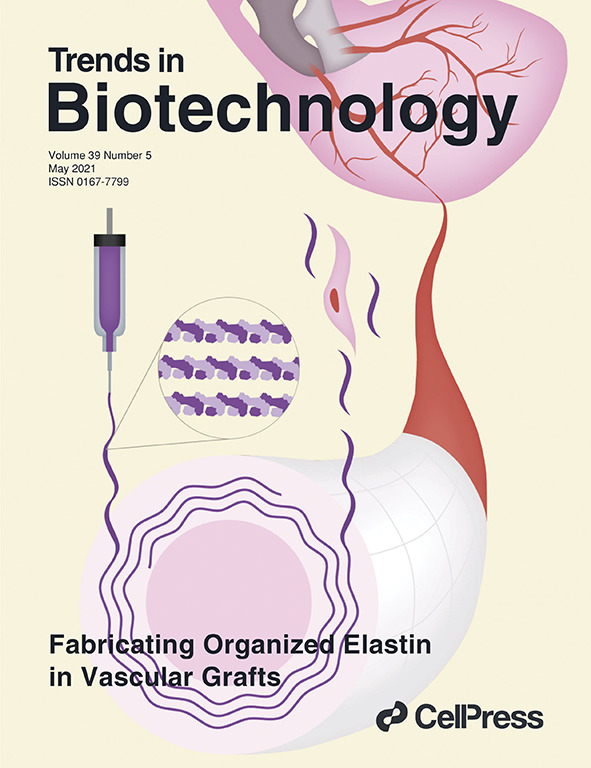 Trends in
Biotechnology
Volume 39 Number 5
May 2021
ISSN 0167-7799
Fabricating Organized Elastin
in Vascular Grafts
CellPress